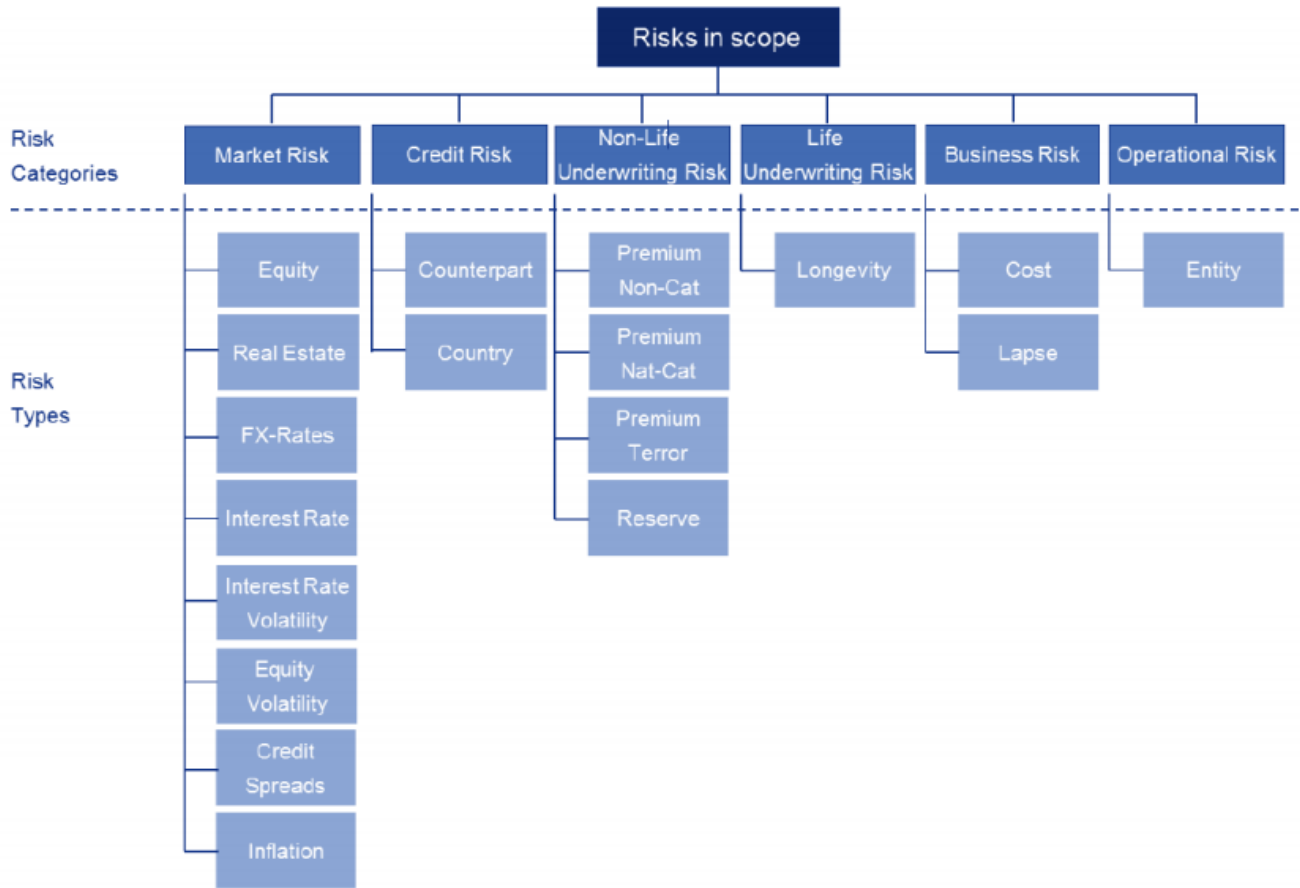 Risks in scope
Risk
Categories
Market Risk
Credit Risk
Non-Life
Underwriting Risk
Life
Underwriting Risk
Business Risk
Operational Risk
Risk
Types
Equity
Real Estate
FX-Rates
Interest Rate
Interest Rate
Volatility
Equity
Volatility
Credit
Spreads
Inflation
Counterpart
Country
Premium
Non-Cat
Premium
Nat-Cat
Premium
Terror
Reserve
Longevity
Cost
Lapse
Entity